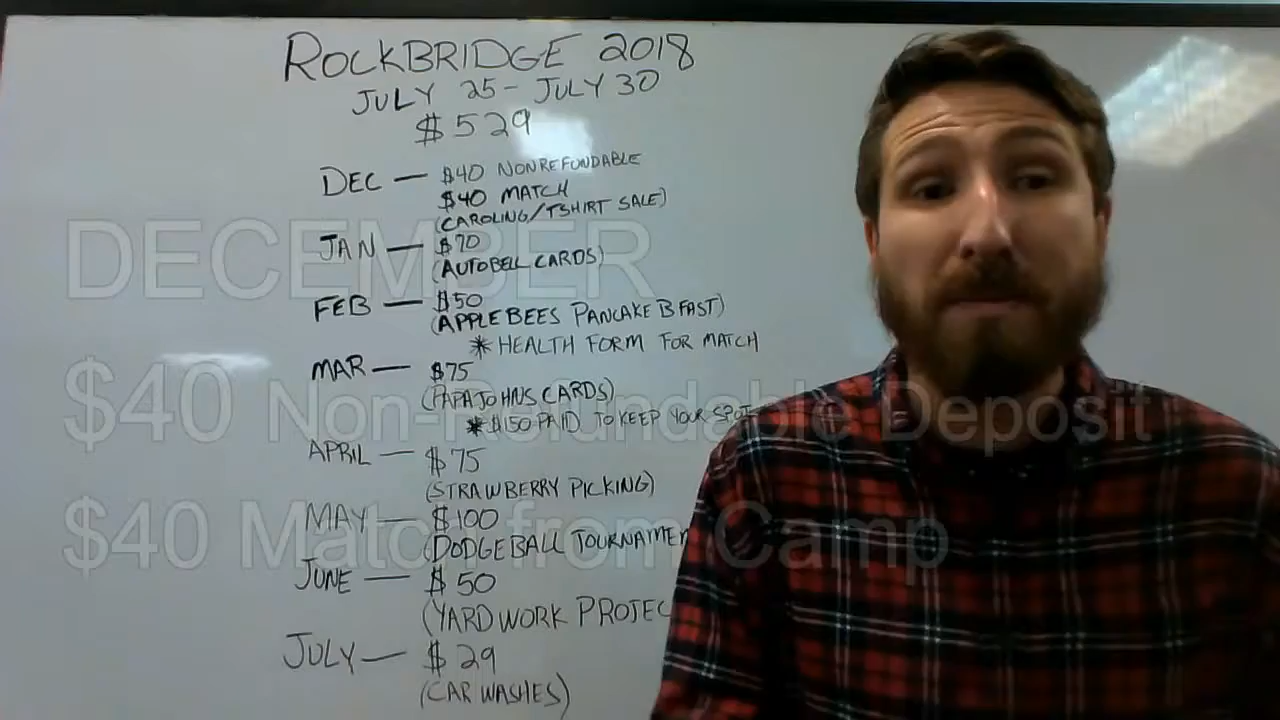 ROCKBRIDGE 2018
JULY 25 - JULY 30
$529
DEC — $40 NONREFUNDABLE
$40 MATCH
(CAROLING/TSHIRT SALE)
DECEMBER
JAN — $70
(AUTOBELL CARDS)
FEB — $50
(APPLEBEES PANCAKE BFAST)
* HEALTH FORM FOR MATCH
MAR — $75
(PAPAJOHNS CARDS)
$40 Non-Refundable Deposit
* $150 PAID TO KEEP YOUR SPOT
APRIL — $75
(STRAWBERRY PICKING)
MAY — $100
$40 Match from Camp
(DODGEBALL TOURNAMEN
JUNE — $50
(YARDWORK PROJEC
JULY — $29
(CAR WASHES)